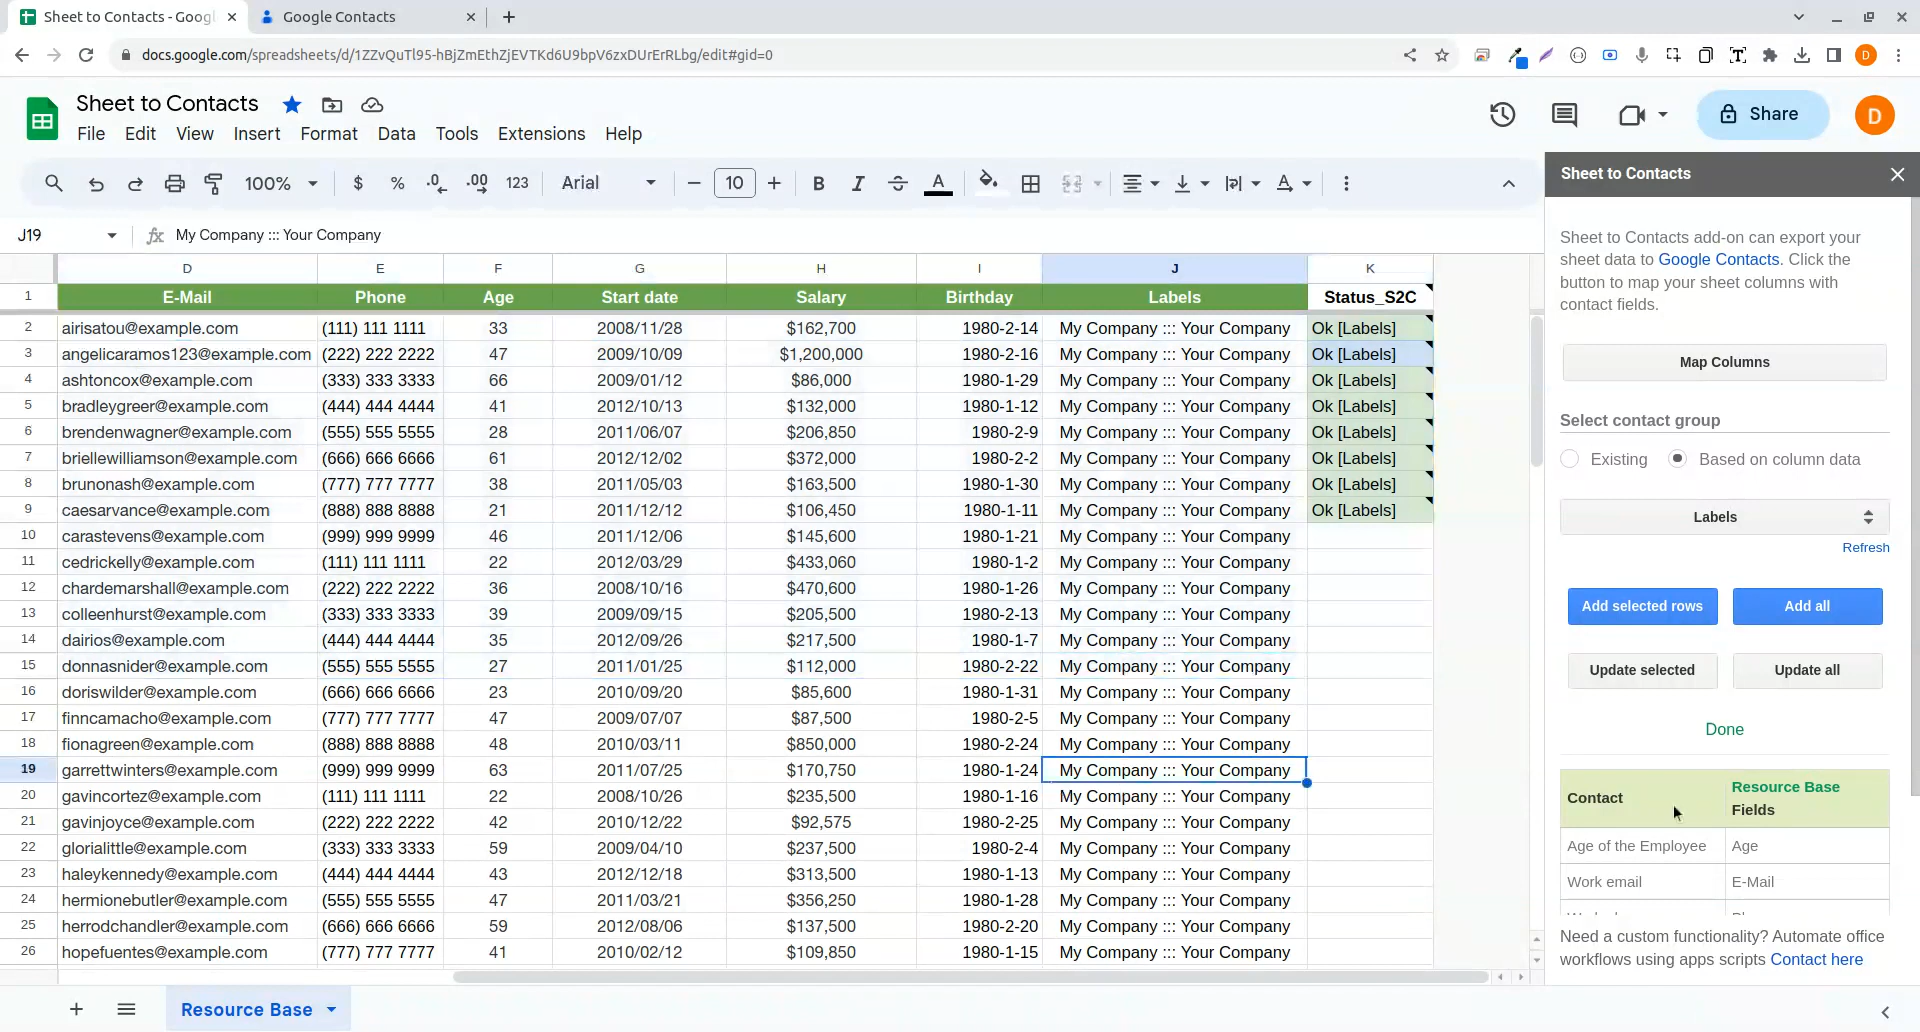 Sheet to Contacts - Goog
Google Contacts
docs.google.com/spreadsheets/d/1ZZvQuTl95-hBjZmEthZjEVTKd6U9bpV6zxDUrErRLbg/edit#gid=0
D
Sheet to Contacts
File Edit View Insert Format Data Tools Extensions Help
Share
D
100% $ % .0 .00 123 Arial 10 B I A
J19 fx My Company ::: Your Company
D E F G H I J K
1 E-Mail Phone Age Start date Salary Birthday Labels Status_S2C
2 airisatou@example.com (111) 111 1111 33 2008/11/28 $162,700 1980-2-14 My Company ::: Your Company Ok [Labels]
3 angelicaramos123@example.com (222) 222 2222 47 2009/10/09 $1,200,000 1980-2-16 My Company ::: Your Company Ok [Labels]
4 ashtoncox@example.com (333) 333 3333 66 2009/01/12 $86,000 1980-1-29 My Company ::: Your Company Ok [Labels]
5 bradleygreer@example.com (444) 444 4444 41 2012/10/13 $132,000 1980-1-12 My Company ::: Your Company Ok [Labels]
6 brendenwagner@example.com (555) 555 5555 28 2011/06/07 $206,850 1980-2-9 My Company ::: Your Company Ok [Labels]
7 briellewilliamson@example.com (666) 666 6666 61 2012/12/02 $372,000 1980-2-2 My Company ::: Your Company Ok [Labels]
8 brunonash@example.com (777) 777 7777 38 2011/05/03 $163,500 1980-1-30 My Company ::: Your Company Ok [Labels]
9 caesarvance@example.com (888) 888 8888 21 2011/12/12 $106,450 1980-1-11 My Company ::: Your Company Ok [Labels]
10 carastevens@example.com (999) 999 9999 46 2011/12/06 $145,600 1980-1-21 My Company ::: Your Company
11 cedrickelly@example.com (111) 111 1111 22 2012/03/29 $433,060 1980-1-2 My Company ::: Your Company
12 chardemarshall@example.com (222) 222 2222 36 2008/10/16 $470,600 1980-1-26 My Company ::: Your Company
13 colleenhurst@example.com (333) 333 3333 39 2009/09/15 $205,500 1980-2-13 My Company ::: Your Company
14 dairios@example.com (444) 444 4444 35 2012/09/26 $217,500 1980-1-7 My Company ::: Your Company
15 donnasnider@example.com (555) 555 5555 27 2011/01/25 $112,000 1980-2-22 My Company ::: Your Company
16 doriswilder@example.com (666) 666 6666 23 2010/09/20 $85,600 1980-1-31 My Company ::: Your Company
17 finncamacho@example.com (777) 777 7777 47 2009/07/07 $87,500 1980-2-5 My Company ::: Your Company
18 fionagreen@example.com (888) 888 8888 48 2010/03/11 $850,000 1980-2-24 My Company ::: Your Company
19 garrettwinters@example.com (999) 999 9999 63 2011/07/25 $170,750 1980-1-24 My Company ::: Your Company
20 gavincortez@example.com (111) 111 1111 22 2008/10/26 $235,500 1980-1-16 My Company ::: Your Company
21 gavinjoyce@example.com (222) 222 2222 42 2010/12/22 $92,575 1980-2-25 My Company ::: Your Company
22 glorialittle@example.com (333) 333 3333 59 2009/04/10 $237,500 1980-2-4 My Company ::: Your Company
23 haleykennedy@example.com (444) 444 4444 43 2012/12/18 $313,500 1980-1-13 My Company ::: Your Company
24 hermionebutler@example.com (555) 555 5555 47 2011/03/21 $356,250 1980-1-28 My Company ::: Your Company
25 herrodchandler@example.com (666) 666 6666 59 2012/08/06 $137,500 1980-2-20 My Company ::: Your Company
26 hopefuentes@example.com (777) 777 7777 41 2010/02/12 $109,850 1980-1-15 My Company ::: Your Company
Resource Base
Sheet to Contacts
Sheet to Contacts add-on can export your
sheet data to Google Contacts. Click the
button to map your sheet columns with
contact fields.
Map Columns
Select contact group
Existing Based on column data
Labels
Refresh
Add selected rows Add all
Update selected Update all
Done
Contact Resource Base
Fields
Age of the Employee Age
Work email E-Mail
Need a custom functionality? Automate office
workflows using apps scripts Contact here